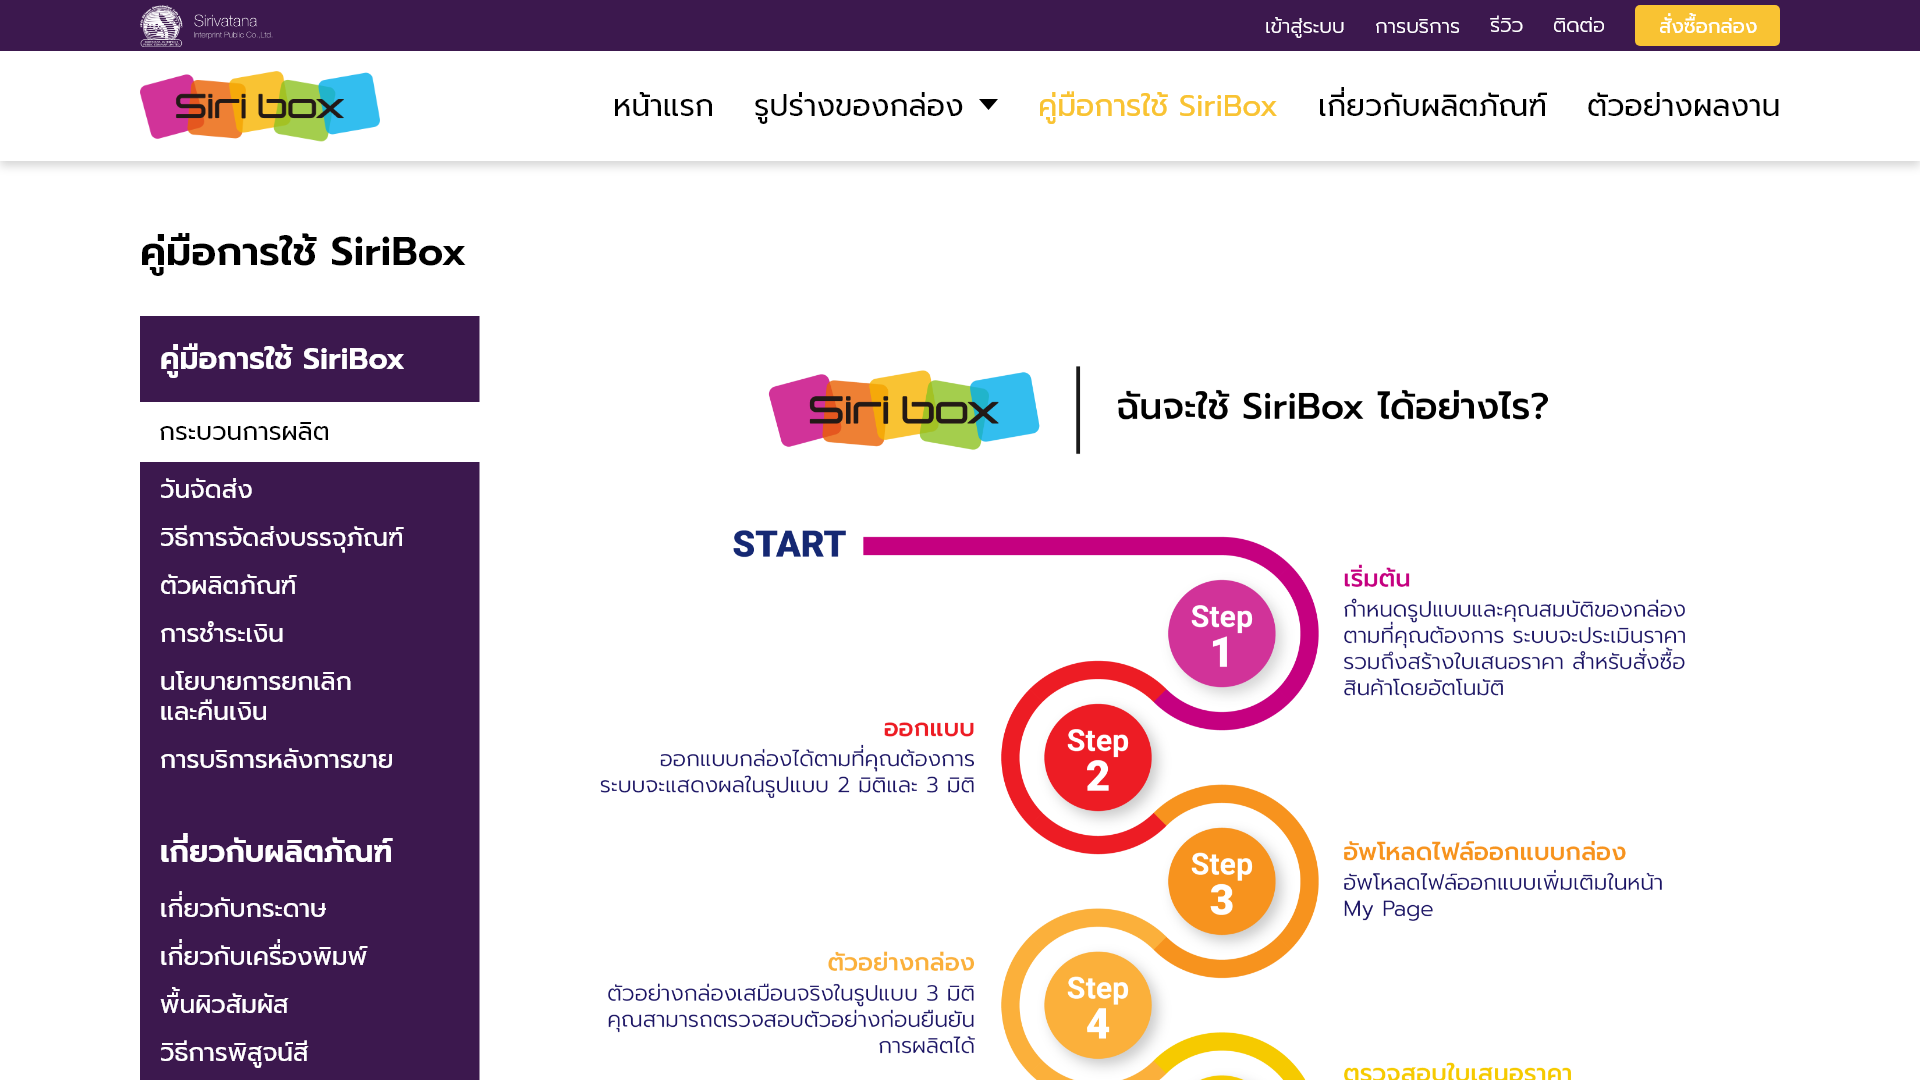 Sirivatana
Interprint Public Co.,Ltd.
เข้าสู่ระบบ
การบริการ
รีวิว
ติดต่อ
สั่งซื้อกล่อง
Siri box
หน้าแรก
รูปร่างของกล่อง
คู่มือการใช้ SiriBox
เกี่ยวกับผลิตภัณฑ์
ตัวอย่างผลงาน
คู่มือการใช้ SiriBox
คู่มือการใช้ SiriBox
กระบวนการผลิต
วันจัดส่ง
วิธีการจัดส่งบรรจุภัณฑ์
ตัวผลิตภัณฑ์
การชำระเงิน
นโยบายการยกเลิก
และคืนเงิน
การบริการหลังการขาย
เกี่ยวกับผลิตภัณฑ์
เกี่ยวกับกระดาษ
เกี่ยวกับเครื่องพิมพ์
พื้นผิวสัมผัส
วิธีการพิสูจน์สี
Siri box
ฉันจะใช้ SiriBox ได้อย่างไร?
START
Step
1
เริ่มต้น
กำหนดรูปแบบและคุณสมบัติของกล่อง
ตามที่คุณต้องการ ระบบจะประเมินราคา
รวมถึงสร้างใบเสนอราคา สำหรับสั่งซื้อ
สินค้าโดยอัตโนมัติ
ออกแบบ
ออกแบบกล่องได้ตามที่คุณต้องการ
ระบบจะแสดงผลในรูปแบบ 2 มิติและ 3 มิติ
Step
2
Step
3
อัพโหลดไฟล์ออกแบบกล่อง
อัพโหลดไฟล์ออกแบบเพิ่มเติมในหน้า
My Page
ตัวอย่างกล่อง
ตัวอย่างกล่องเสมือนจริงในรูปแบบ 3 มิติ
คุณสามารถตรวจสอบตัวอย่างก่อนยืนยัน
การผลิตได้
Step
4
ตรวจสอบใบเสนอราคา